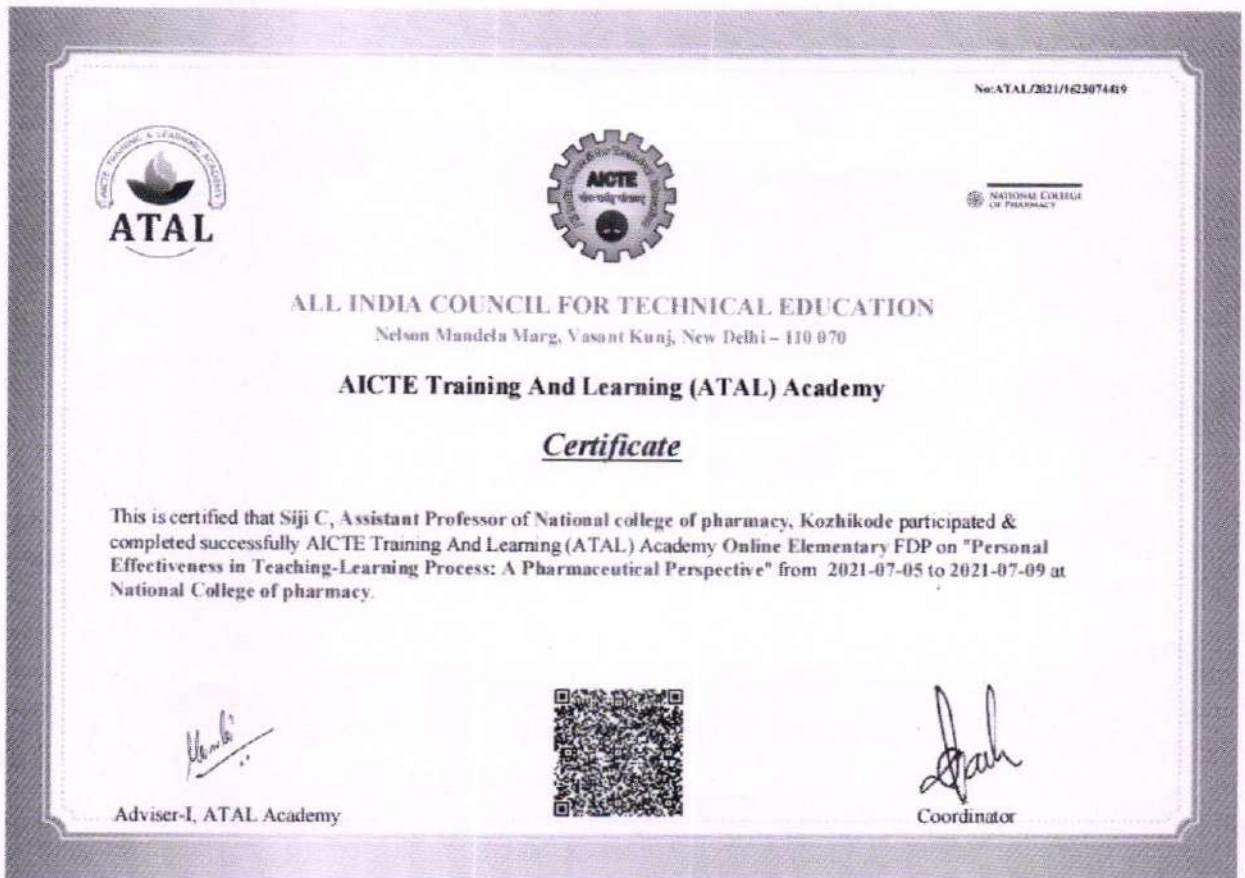 No:ATAL/2021/1623074419
AICTE TRAINING & LEARNING ACADEMY
ATAL
AICTE
NATIONAL COLLEGE
OF PHARMACY
ALL INDIA COUNCIL FOR TECHNICAL EDUCATION
Nelson Mandela Marg, Vasant Kunj, New Delhi – 110 070
AICTE Training And Learning (ATAL) Academy
Certificate
This is certified that Siji C, Assistant Professor of National college of pharmacy, Kozhikode participated &
completed successfully AICTE Training And Learning (ATAL) Academy Online Elementary FDP on "Personal
Effectiveness in Teaching-Learning Process: A Pharmaceutical Perspective" from 2021-07-05 to 2021-07-09 at
National College of pharmacy.
Adviser-I, ATAL Academy
Coordinator